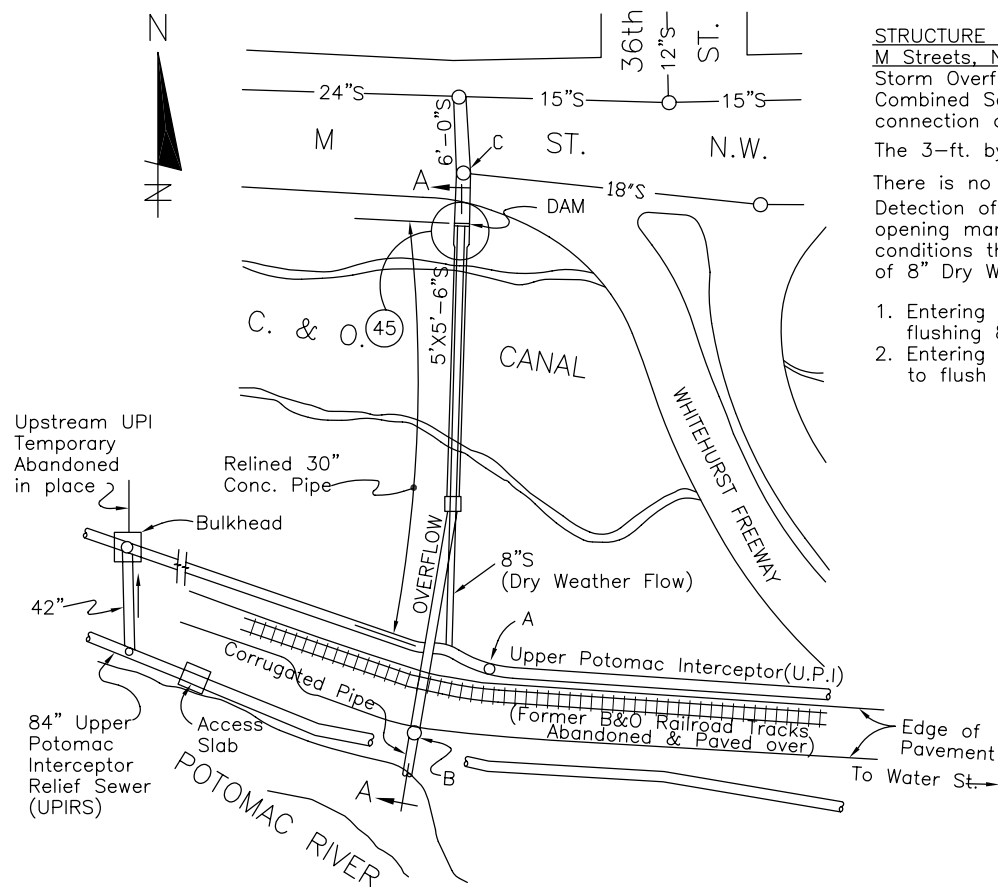 N
N
36th
ST.
12"S
24"S
15"S
15"S
M
ST.
N.W.
6'-0"S
C
A
18"S
DAM
C. & O.
45
CANAL
5'X5'-6"S
WHITEHURST FREEWAY
Upstream UPI
Temporary
Abandoned
in place
Relined 30"
Conc. Pipe
Bulkhead
OVERFLOW
8"S
(Dry Weather Flow)
42"
A
Upper Potomac Interceptor(U.P.I)
Corrugated Pipe
(Former B&O Railroad Tracks
Abandoned & Paved over)
Edge of
Pavement
84" Upper
Potomac
Interceptor
Relief Sewer
(UPIRS)
Access
Slab
B
To Water St.
A
POTOMAC RIVER
STRUCTURE
M Streets, N
Storm Overf
Combined Se
connection o
The 3-ft. by
There is no
Detection of
opening mar
conditions th
of 8" Dry W
1. Entering
flushing 8
2. Entering
to flush